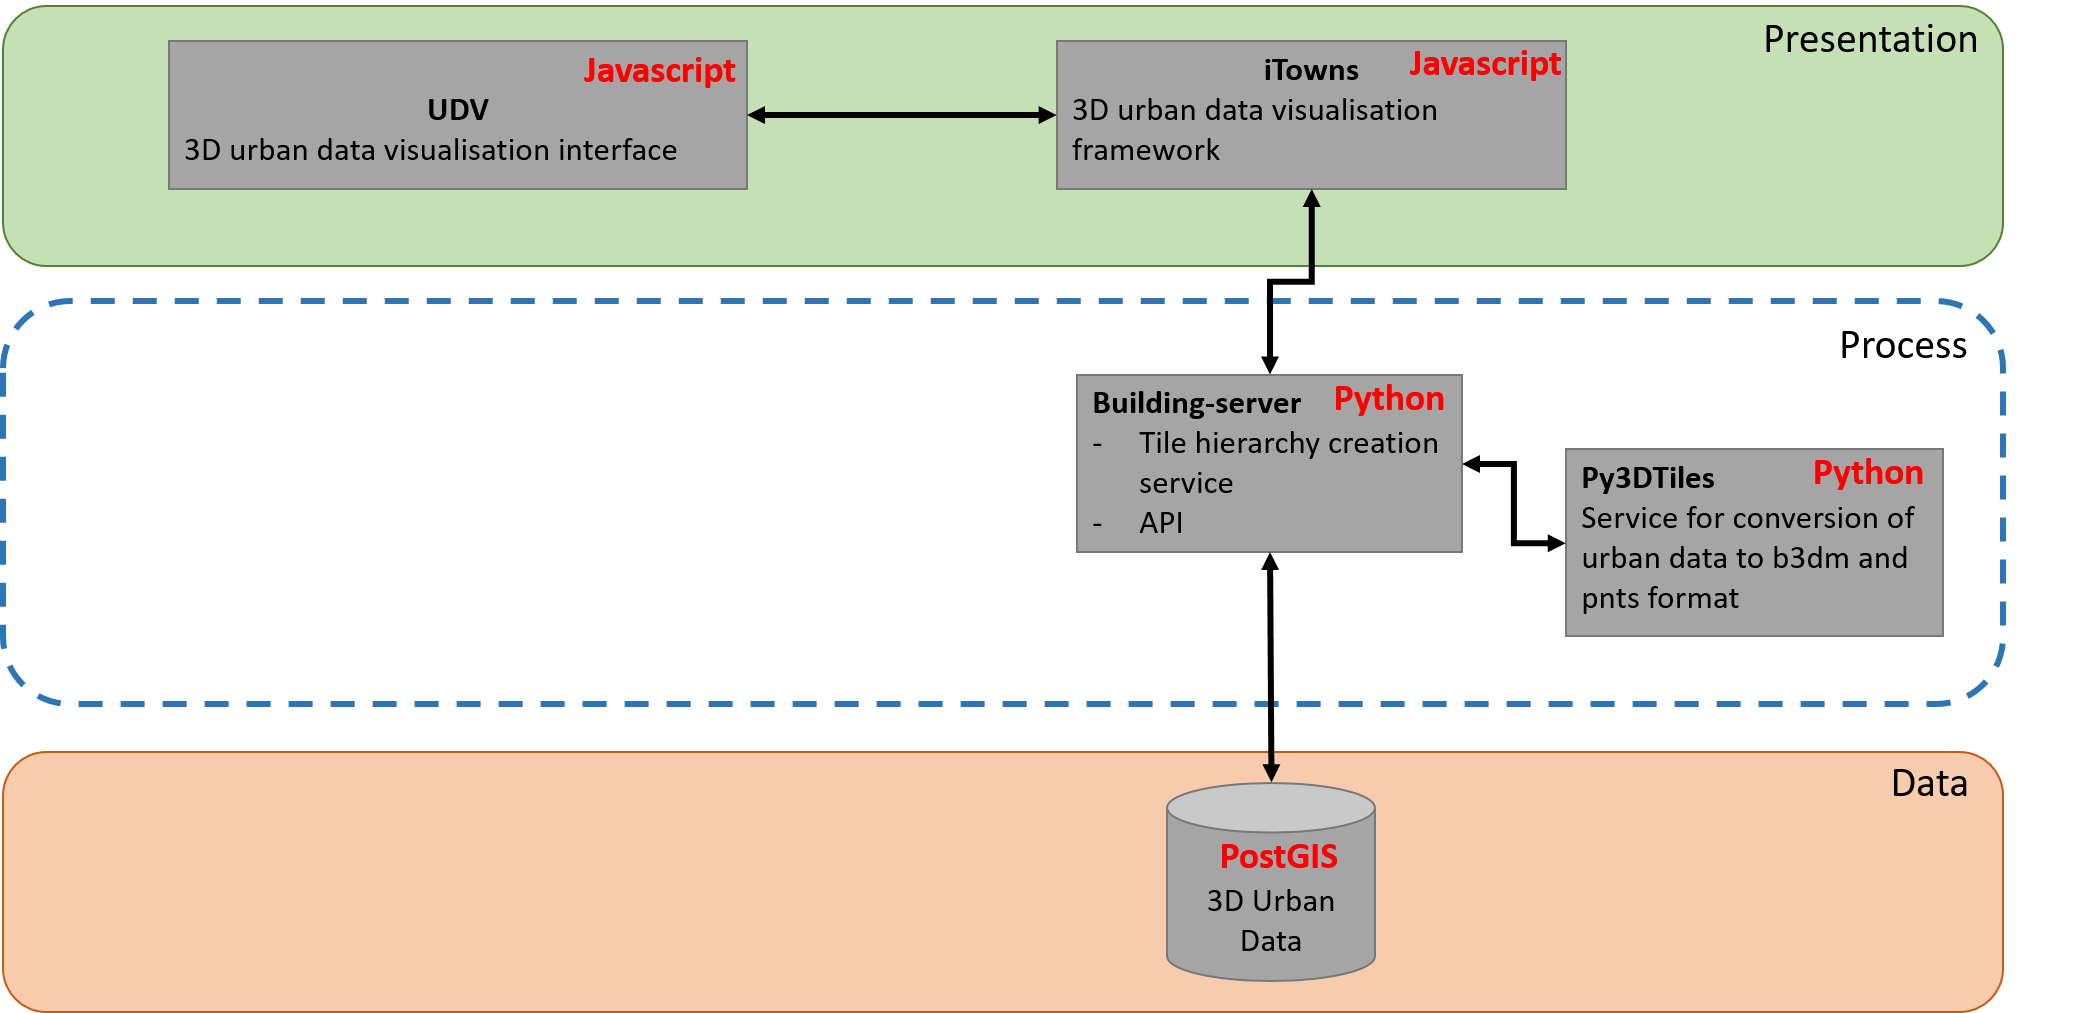 Presentation
Javascript
UDV
3D urban data visualisation interface
Javascript
iTowns
3D urban data visualisation
framework
Process
Building-server Python
- Tile hierarchy creation
service
- API
Py3DTiles Python
Service for conversion of
urban data to b3dm and
pnts format
Data
PostGIS
3D Urban
Data